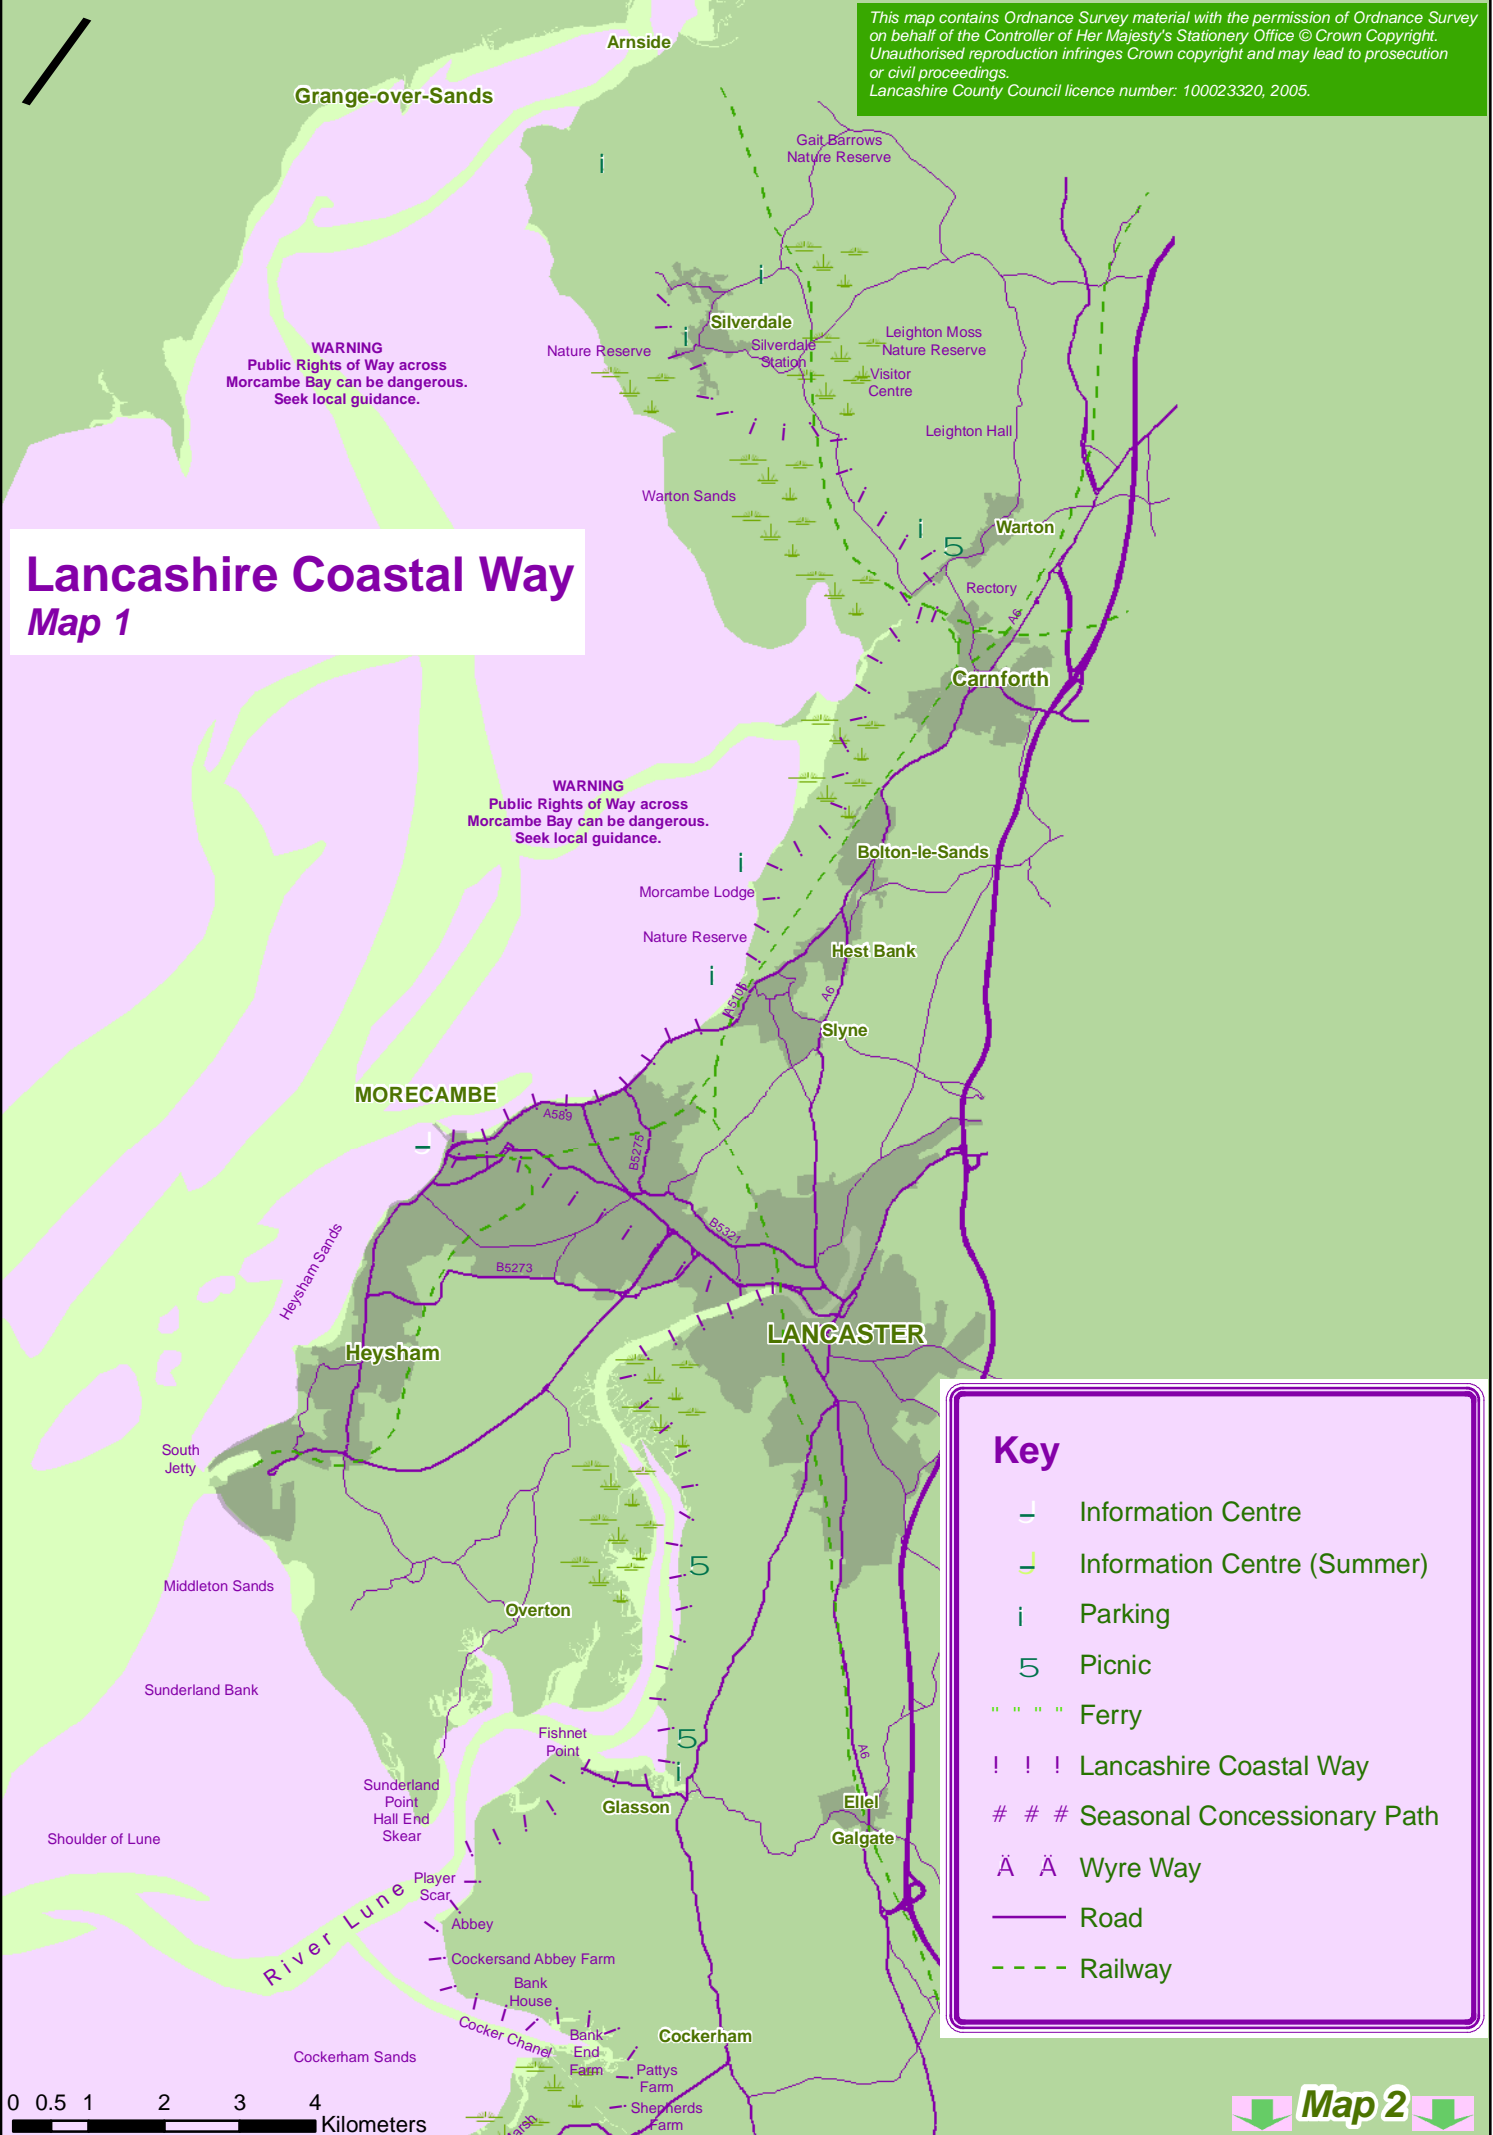 This map contains Ordnance Survey material with the permission of Ordnance Survey
on behalf of the Controller of Her Majesty's Stationery Office © Crown Copyright.
Unauthorised reproduction infringes Crown copyright and may lead to prosecution
or civil proceedings.
Lancashire County Council licence number: 100023320, 2005.
Arnside
Grange-over-Sands
Gait Barrows
Nature Reserve
i
i
Silverdale
i
Silverdale
Station
Nature Reserve
Leighton Moss
Nature Reserve
Visitor
Centre
WARNING
Public Rights of Way across
Morcambe Bay can be dangerous.
Seek local guidance.
Leighton Hall
Warton Sands
i
5
Warton
Lancashire Coastal Way
Map 1
Rectory
A6
Carnforth
WARNING
Public Rights of Way across
Morcambe Bay can be dangerous.
Seek local guidance.
Bolton-le-Sands
i
Morcambe Lodge
Nature Reserve
Hest Bank
i
A5105
A6
Slyne
MORECAMBE
A589
B5275
B5321
Heysham Sands
B5273
LANCASTER
Heysham
South
Jetty
5
Middleton Sands
Overton
Sunderland Bank
Fishnet
Point
5
i
A6
Sunderland
Point
Hall End
Skear
Glasson
Ellel
Galgate
Shoulder of Lune
Player
Scar
River Lune
Abbey
Cockersand Abbey Farm
Bank
House
Cocker Chanel
Bank
End
Farm
Cockerham
Cockerham Sands
Pattys
Farm
Shepherds
Farm
Key
Information Centre
Information Centre (Summer)
i Parking
5 Picnic
" " " " Ferry
! ! ! Lancashire Coastal Way
# # # Seasonal Concessionary Path
Ä Ä Wyre Way
Road
Railway
0 0.5 1 2 3 4
Kilometers
Map 2